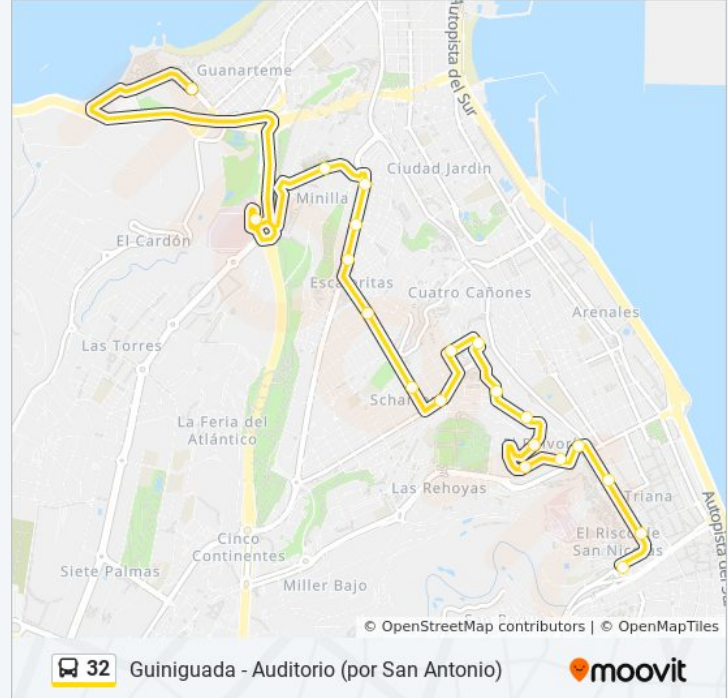 Autopista del Sur
Guanarteme
Ciudad Jardin
Minilla
El Cardón
Escaleritas
Cuatro Cañones
Arenales
Las Torres
Schamann
La Feria del
Atlántico
Polvorín
Las Rehoyas
Triana
Autopista del Sur
El Risco de
San Nicolás
Cinco
Continentes
Siete Palmas
Miller Bajo
© OpenStreetMap contributors | © OpenMapTiles
32
Guiniguada - Auditorio (por San Antonio)
moovit